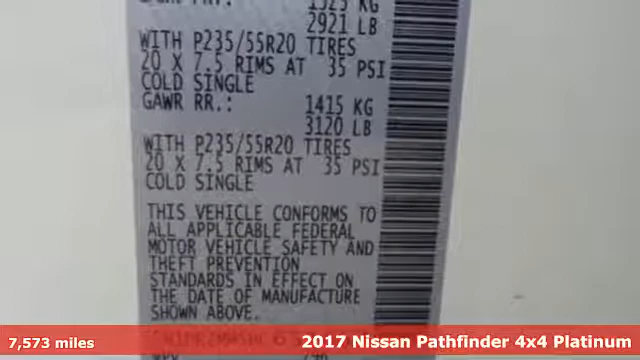 1325 KG
2921 LB
WITH P235/55R20 TIRES
20 X 7.5 RIMS AT 35 PSI
COLD SINGLE
GAWR RR.: 1415 KG
3120 LB
WITH P235/55R20 TIRES
20 X 7.5 RIMS AT 35 PSI
COLD SINGLE
THIS VEHICLE CONFORMS TO
ALL APPLICABLE FEDERAL
MOTOR VEHICLE SAFETY AND
THEFT PREVENTION
STANDARDS IN EFFECT ON
THE DATE OF MANUFACTURE
SHOWN ABOVE.
7,573 miles
2017 Nissan Pathfinder 4x4 Platinum